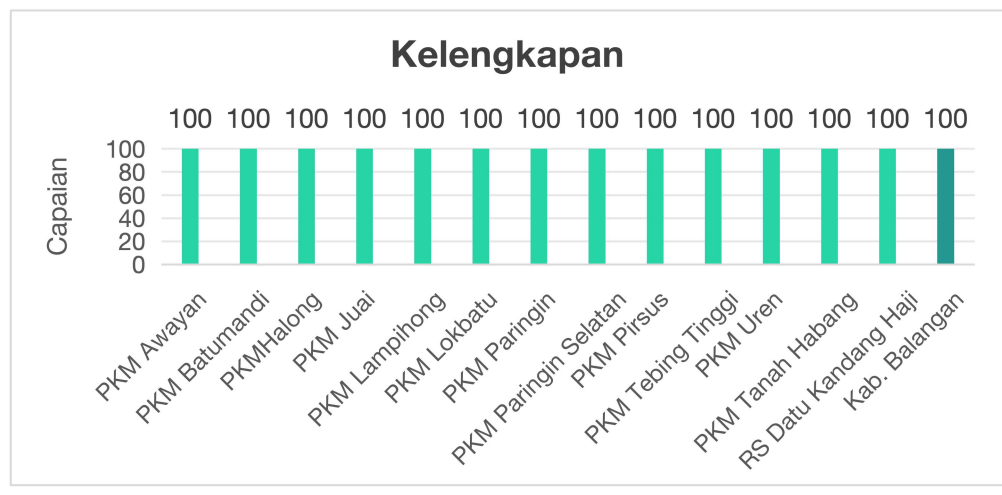 Kelengkapan
100 100 100 100 100 100 100 100 100 100 100 100 100 100
Capaian
100
80
60
40
20
0
PKM Awayan
PKM Batumandi
PKMHalong
PKM Juai
PKM Lampihong
PKM Lokbatu
PKM Paringin
PKM Paringin Selatan
PKM Pirsus
PKM Tebing Tinggi
PKM Uren
PKM Tanah Habang
RS Datu Kandang Haji
Kab. Balangan